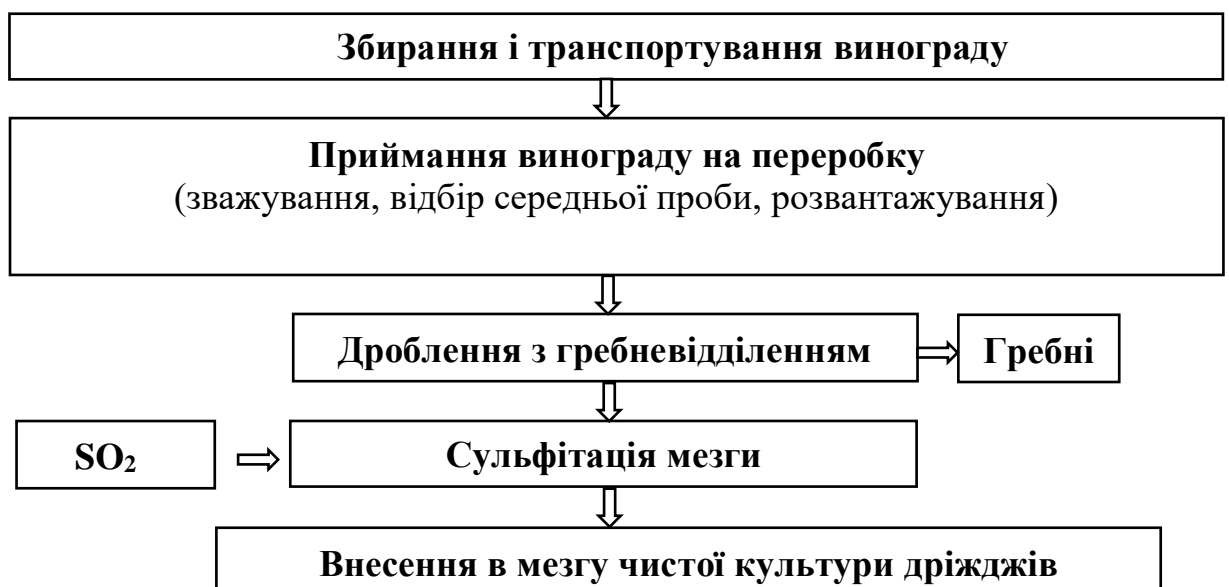 Збирання і транспортування винограду
Приймання винограду на переробку
(зважування, відбір середньої проби, розвантажування)
Дроблення з гребневідділенням
Гребні
SO₂
Сульфітація мезги
Внесення в мезгу чистої культури дріжджів